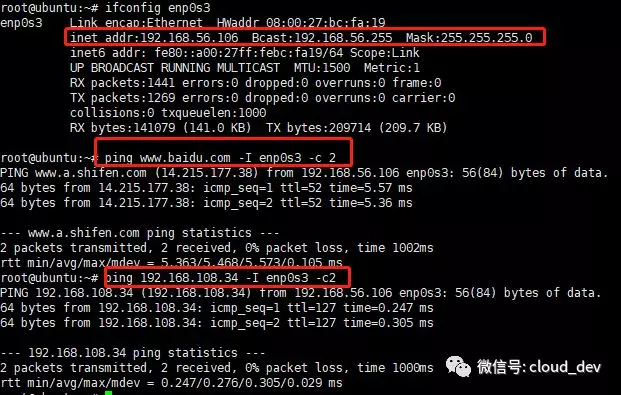 root@ubuntu:~# ifconfig enp0s3
enp0s3    Link encap:Ethernet  HWaddr 08:00:27:bc:fa:19
inet addr:192.168.56.106  Bcast:192.168.56.255  Mask:255.255.255.0
inet6 addr: fe80::a00:27ff:febc:fa19/64 Scope:Link
UP BROADCAST RUNNING MULTICAST  MTU:1500  Metric:1
RX packets:1441 errors:0 dropped:0 overruns:0 frame:0
TX packets:1269 errors:0 dropped:0 overruns:0 carrier:0
collisions:0 txqueuelen:1000
RX bytes:141079 (141.0 KB)  TX bytes:209714 (209.7 KB)
root@ubuntu:~# ping www.baidu.com -I enp0s3 -c 2
PING www.a.shifen.com (14.215.177.38) from 192.168.56.106 enp0s3: 56(84) bytes of data.
64 bytes from 14.215.177.38: icmp_seq=1 ttl=52 time=5.57 ms
64 bytes from 14.215.177.38: icmp_seq=2 ttl=52 time=5.36 ms
--- www.a.shifen.com ping statistics ---
2 packets transmitted, 2 received, 0% packet loss, time 1002ms
rtt min/avg/max/mdev = 5.363/5.468/5.573/0.105 ms
root@ubuntu:~# ping 192.168.108.34 -I enp0s3 -c2
PING 192.168.108.34 (192.168.108.34) from 192.168.56.106 enp0s3: 56(84) bytes of data.
64 bytes from 192.168.108.34: icmp_seq=1 ttl=127 time=0.247 ms
64 bytes from 192.168.108.34: icmp_seq=2 ttl=127 time=0.305 ms
--- 192.168.108.34 ping statistics ---
2 packets transmitted, 2 received, 0% packet loss, time 1000ms
rtt min/avg/max/mdev = 0.247/0.276/0.305/0.029 ms
微信号: cloud_dev